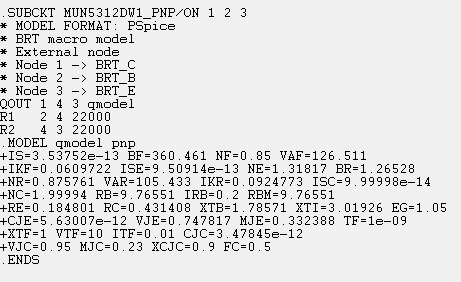 .SUBCKT MUN5312DW1_PNP/ON 1 2 3
* MODEL FORMAT: PSpice
* BRT macro model
* External node
* Node 1 -> BRT_C
* Node 2 -> BRT_B
* Node 3 -> BRT_E
QOUT 1 4 3 qmodel
R1 2 4 22000
R2 4 3 22000
.MODEL qmodel pnp
+IS=3.53752e-13 BF=360.461 NF=0.85 VAF=126.511
+IKF=0.0609722 ISE=9.50914e-13 NE=1.31817 BR=1.26528
+NR=0.875761 VAR=105.433 IKR=0.0924773 ISC=9.99998e-14
+NC=1.99994 RB=9.76551 IRB=0.2 RBM=9.76551
+RE=0.184801 RC=0.431408 XTB=1.78571 XTI=3.01926 EG=1.05
+CJE=5.63007e-12 VJE=0.747817 MJE=0.332388 TF=1e-09
+XTF=1 VTF=10 ITF=0.01 CJC=3.47845e-12
+VJC=0.95 MJC=0.23 XCJC=0.9 FC=0.5
.ENDS